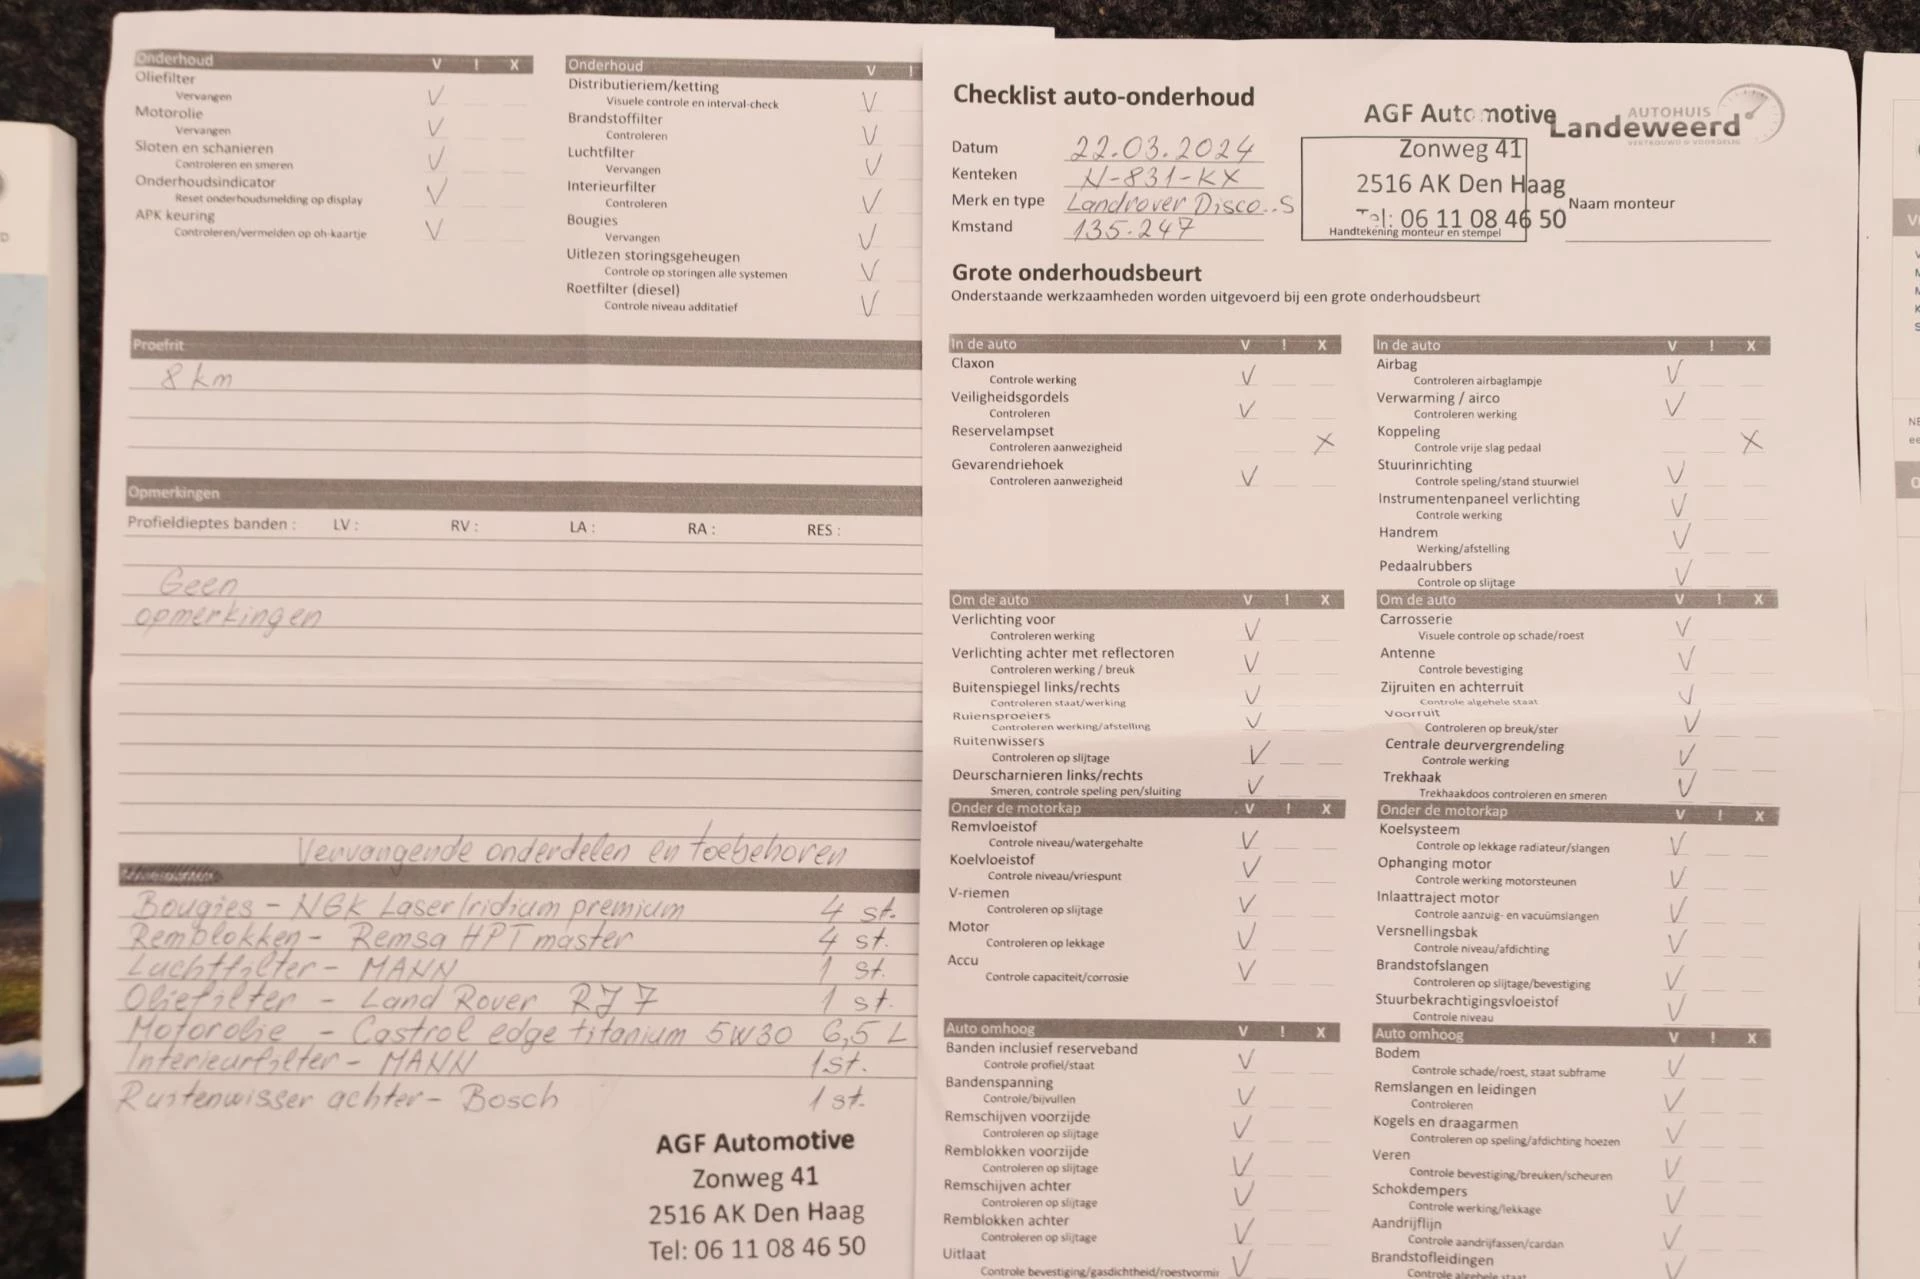 Onderhoud V ! X
Oliefilter
Vervangen V
Motorolie
Vervangen V
Sloten en schanieren
Controleren en smeren V
Onderhoudsindicator
Reset onderhoudsmelding op display V
APK keuring
Controleren/vermelden op oh-kaartje V
Onderhoud V !
Distributieriem/ketting
Visuele controle en interval-check V
Brandstoffilter
Controleren V
Luchtfilter
Vervangen V
Interieurfilter
Controleren V
Bougies
Vervangen V
Uitlezen storingsgeheugen
Controle op storingen alle systemen V
Roetfilter (diesel)
Controle niveau additatief V
Proefrit
8 km
Opmerkingen
Profieldieptes banden : LV : RV : LA : RA : RES :
Geen
opmerkingen
Vervangende onderdelen en toebehoren
Bougies - NGK Laser Iridium premium 4 st.
Remblokken - Remsa HPT master 4 st.
Luchtfilter - MANN 1 st.
Oliefilter - Land Rover RJ 7 1 st.
Motorolie - Castrol edge titanium 5W30 6,5 L
Interieurfilter - MANN 1 st.
Ruitenwisser achter - Bosch 1 st.
AGF Automotive
Zonweg 41
2516 AK Den Haag
Tel: 06 11 08 46 50
Checklist auto-onderhoud
AGF Automotive
Zonweg 41
2516 AK Den Haag
Tel: 06 11 08 46 50
AUTOHUIS
Landeweerd
VERTROUWD & VOORDELIG
Datum 22.03.2024
Kenteken N-831-KX
Merk en type Landrover Disco..S
Kmstand 135.247
Handtekening monteur en stempel
Naam monteur
Grote onderhoudsbeurt
Onderstaande werkzaamheden worden uitgevoerd bij een grote onderhoudsbeurt
In de auto V ! X
Claxon
Controle werking V
Veiligheidsgordels
Controleren V
Reservelampset
Controleren aanwezigheid X
Gevarendriehoek
Controleren aanwezigheid V
In de auto V ! X
Airbag
Controleren airbaglampje V
Verwarming / airco
Controleren werking V
Koppeling
Controle vrije slag pedaal X
Stuurinrichting
Controle speling/stand stuurwiel V
Instrumentenpaneel verlichting
Controle werking V
Handrem
Werking/afstelling V
Pedaalrubbers
Controle op slijtage V
Om de auto V ! X
Verlichting voor
Controleren werking V
Verlichting achter met reflectoren
Controleren werking / breuk V
Buitenspiegel links/rechts
Controleren staat/werking V
Ruiensproeiers
Controleren werking/afstelling V
Ruitenwissers
Controleren op slijtage V
Deurscharnieren links/rechts
Smeren, controle speling pen/sluiting V
Om de auto V ! X
Carrosserie
Visuele controle op schade/roest V
Antenne
Controle bevestiging V
Zijruiten en achterruit
Controle algehele staat V
Voorruit
Controleren op breuk/ster V
Centrale deurvergrendeling
Controle werking V
Trekhaak
Trekhaakdoos controleren en smeren V
Onder de motorkap V ! X
Remvloeistof
Controle niveau/watergehalte V
Koelvloeistof
Controle niveau/vriespunt V
V-riemen
Controleren op slijtage V
Motor
Controleren op lekkage V
Accu
Controle capaciteit/corrosie V
Onder de motorkap V ! X
Koelsysteem
Controle op lekkage radiateur/slangen V
Ophanging motor
Controle werking motorsteunen V
Inlaattraject motor
Controle aanzuig- en vacuümslangen V
Versnellingsbak
Controle niveau/afdichting V
Brandstofslangen
Controleren op slijtage/bevestiging V
Stuurbekrachtigingsvloeistof
Controle niveau V
Auto omhoog V ! X
Banden inclusief reserveband
Controle profiel/staat V
Bandenspanning
Controle/bijvullen V
Remschijven voorzijde
Controleren op slijtage V
Remblokken voorzijde
Controleren op slijtage V
Remschijven achter
Controleren op slijtage V
Remblokken achter
Controleren op slijtage V
Uitlaat
Controle bevestiging/gasdichtheid/roestvormir V
Auto omhoog V ! X
Bodem
Controle schade/roest, staat subframe V
Remslangen en leidingen
Controleren V
Kogels en draagarmen
Controleren op speling/afdichting hoezen V
Veren
Controle bevestiging/breuken/scheuren V
Schokdempers
Controle werking/lekkage V
Aandrijflijn
Controle aandrijfassen/cardan V
Brandstofleidingen
Controle algehele staat V